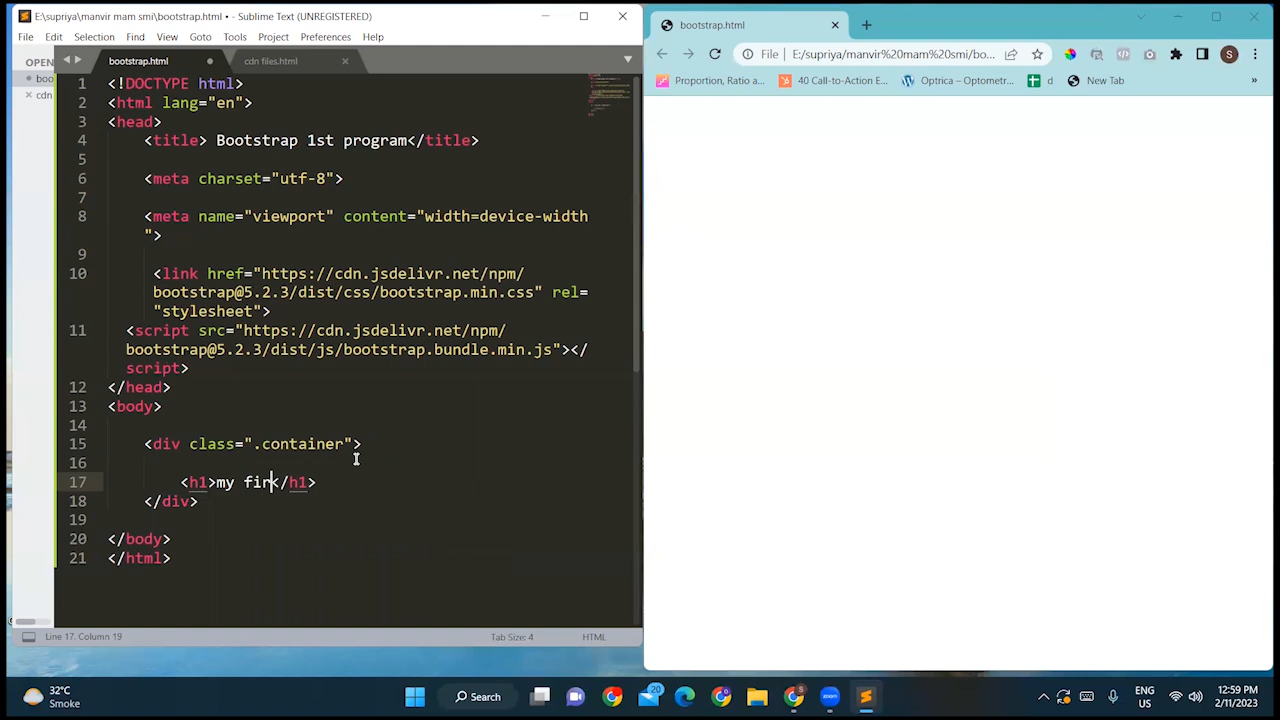 E:\supriya\manvir mam smi\bootstrap.html • - Sublime Text (UNREGISTERED)
File Edit Selection Find View Goto Tools Project Preferences Help
OPEN
boo
cdn
bootstrap.html
cdn files.html
1 <!DOCTYPE html>
2 <html lang="en">
3 <head>
4 <title> Bootstrap 1st program</title>
5
6 <meta charset="utf-8">
7
8 <meta name="viewport" content="width=device-width
">
9
10 <link href="https://cdn.jsdelivr.net/npm/
bootstrap@5.2.3/dist/css/bootstrap.min.css" rel=
"stylesheet">
11 <script src="https://cdn.jsdelivr.net/npm/
bootstrap@5.2.3/dist/js/bootstrap.bundle.min.js"></
script>
12 </head>
13 <body>
14
15 <div class=".container">
16
17 <h1>my fir</h1>
18 </div>
19
20 </body>
21 </html>
Line 17, Column 19
Tab Size: 4
HTML
bootstrap.html
File
E:/supriya/manvir%20mam%20smi/bo...
S
Proportion, Ratio a...
40 Call-to-Action E...
Optrica – Optometr...
d
New Tab
»
32°C
Smoke
Search
20
ENG
US
12:59 PM
2/11/2023